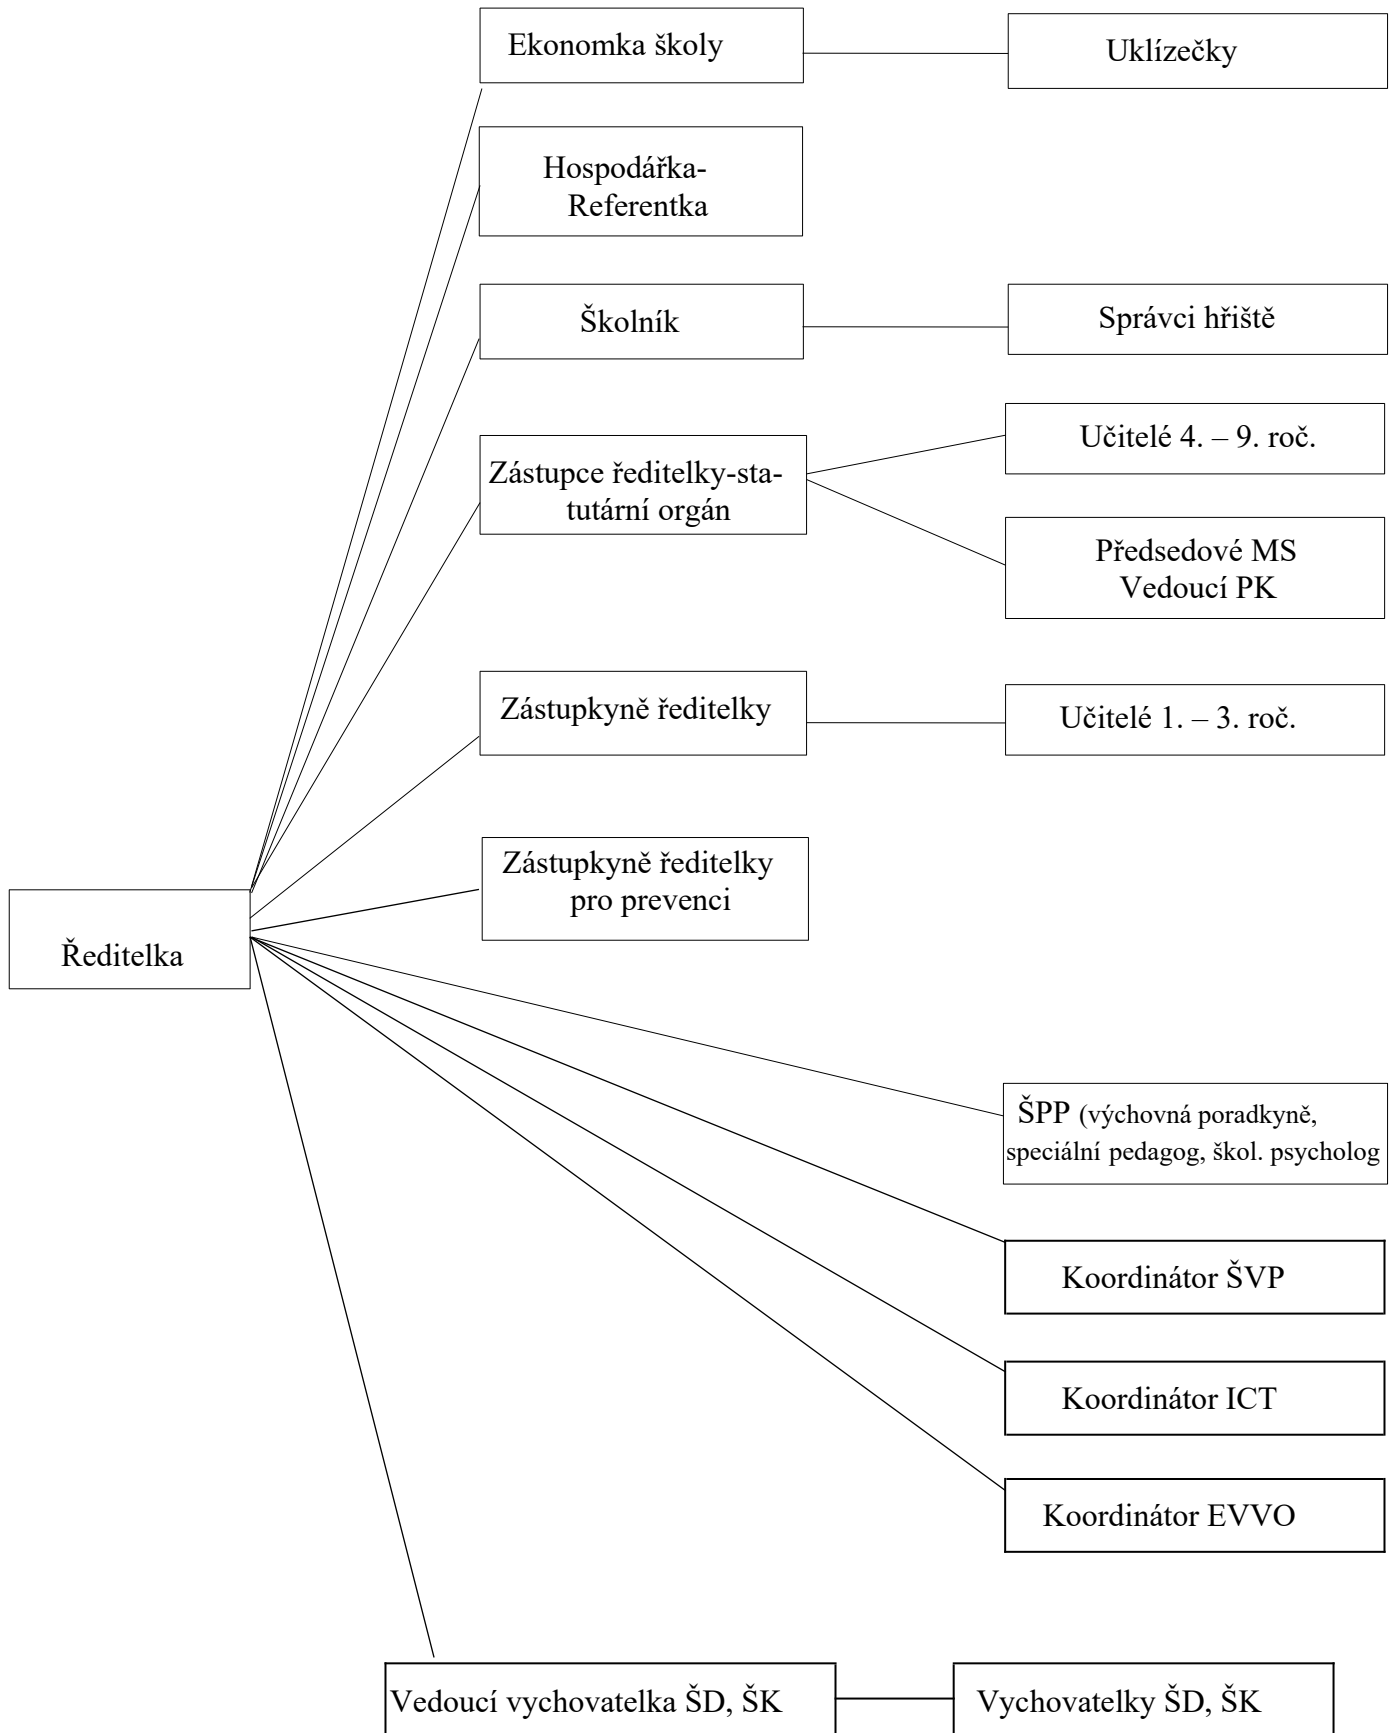 Ekonomka školy
Uklízečky
Hospodářka-
Referentka
Školník
Správci hřiště
Učitelé 4. – 9. roč.
Zástupce ředitelky-sta-
tutární orgán
Předsedové MS
Vedoucí PK
Zástupkyně ředitelky
Učitelé 1. – 3. roč.
Zástupkyně ředitelky
pro prevenci
Ředitelka
ŠPP (výchovná poradkyně,
speciální pedagog, škol. psycholog
Koordinátor ŠVP
Koordinátor ICT
Koordinátor EVVO
Vedoucí vychovatelka ŠD, ŠK
Vychovatelky ŠD, ŠK